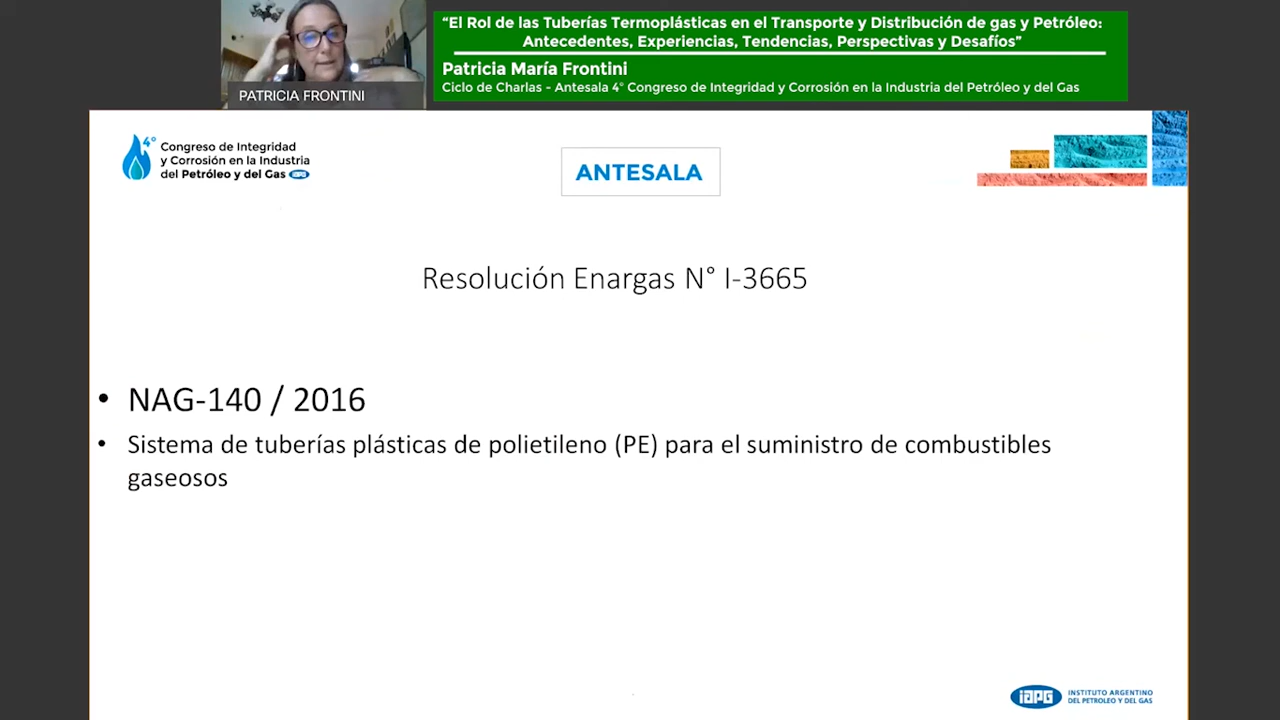 PATRICIA FRONTINI
“El Rol de las Tuberías Termoplásticas en el Transporte y Distribución de gas y Petróleo:
Antecedentes, Experiencias, Tendencias, Perspectivas y Desafíos”
Patricia María Frontini
Ciclo de Charlas - Antesala 4° Congreso de Integridad y Corrosión en la Industria del Petróleo y del Gas
4°
Congreso de Integridad
y Corrosión en la Industria
del Petróleo y del Gas iAPG
ANTESALA
Resolución Enargas N° I-3665
• NAG-140 / 2016
• Sistema de tuberías plásticas de polietileno (PE) para el suministro de combustibles
gaseosos
iAPG
INSTITUTO ARGENTINO
DEL PETROLEO Y DEL GAS